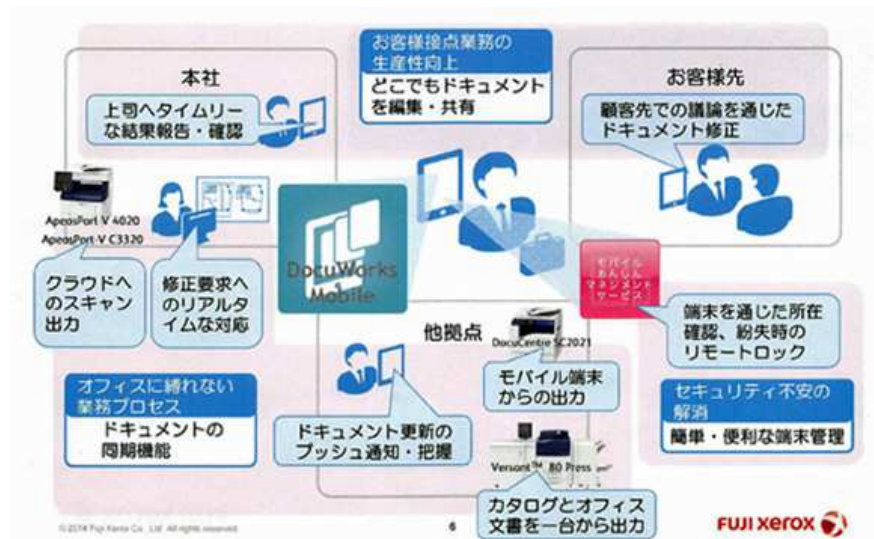 お客様接点業務の
生産性向上
どこでもドキュメント
を編集・共有
本社
上司へタイムリー
な結果報告・確認
お客様先
顧客先での議論を通じた
ドキュメント修正
ApeosPort-V 4020
ApeosPort-V C3320
DocuWorks
Mobile
モバイル
あんしん
マネジメント
サービス
クラウドへ
のスキャン
出力
修正要求へ
のリアルタ
イムな対応
端末を通じた所在
確認、紛失時の
リモートロック
他拠点
DocuCentre SC2021
モバイル端末
からの出力
オフィスに縛れない
業務プロセス
ドキュメントの
同期機能
ドキュメント更新の
プッシュ通知・把握
セキュリティ不安の
解消
簡単・便利な端末管理
Versant™ 80 Press
カタログとオフィス
文書を一台から出力
© 2014 Fuji Xerox Co., Ltd. All rights reserved.
6
FUJI XEROX